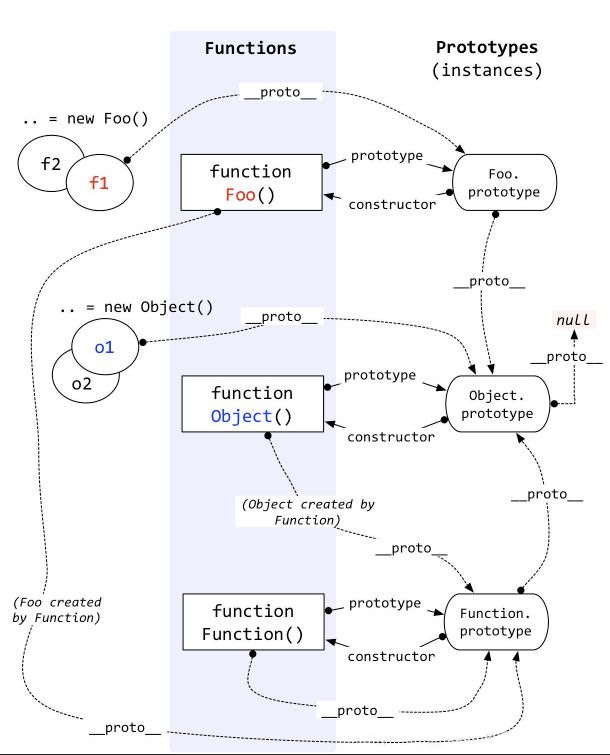 Functions
Prototypes
(instances)
__proto__
.. = new Foo()
f2
f1
function
Foo()
prototype
constructor
Foo.
prototype
__proto__
.. = new Object()
__proto__
null
__proto__
o1
o2
function
Object()
prototype
constructor
Object.
prototype
(Object created by
Function)
__proto__
__proto__
(Foo created
by Function)
function
Function()
prototype
constructor
Function.
prototype
__proto__
__proto__